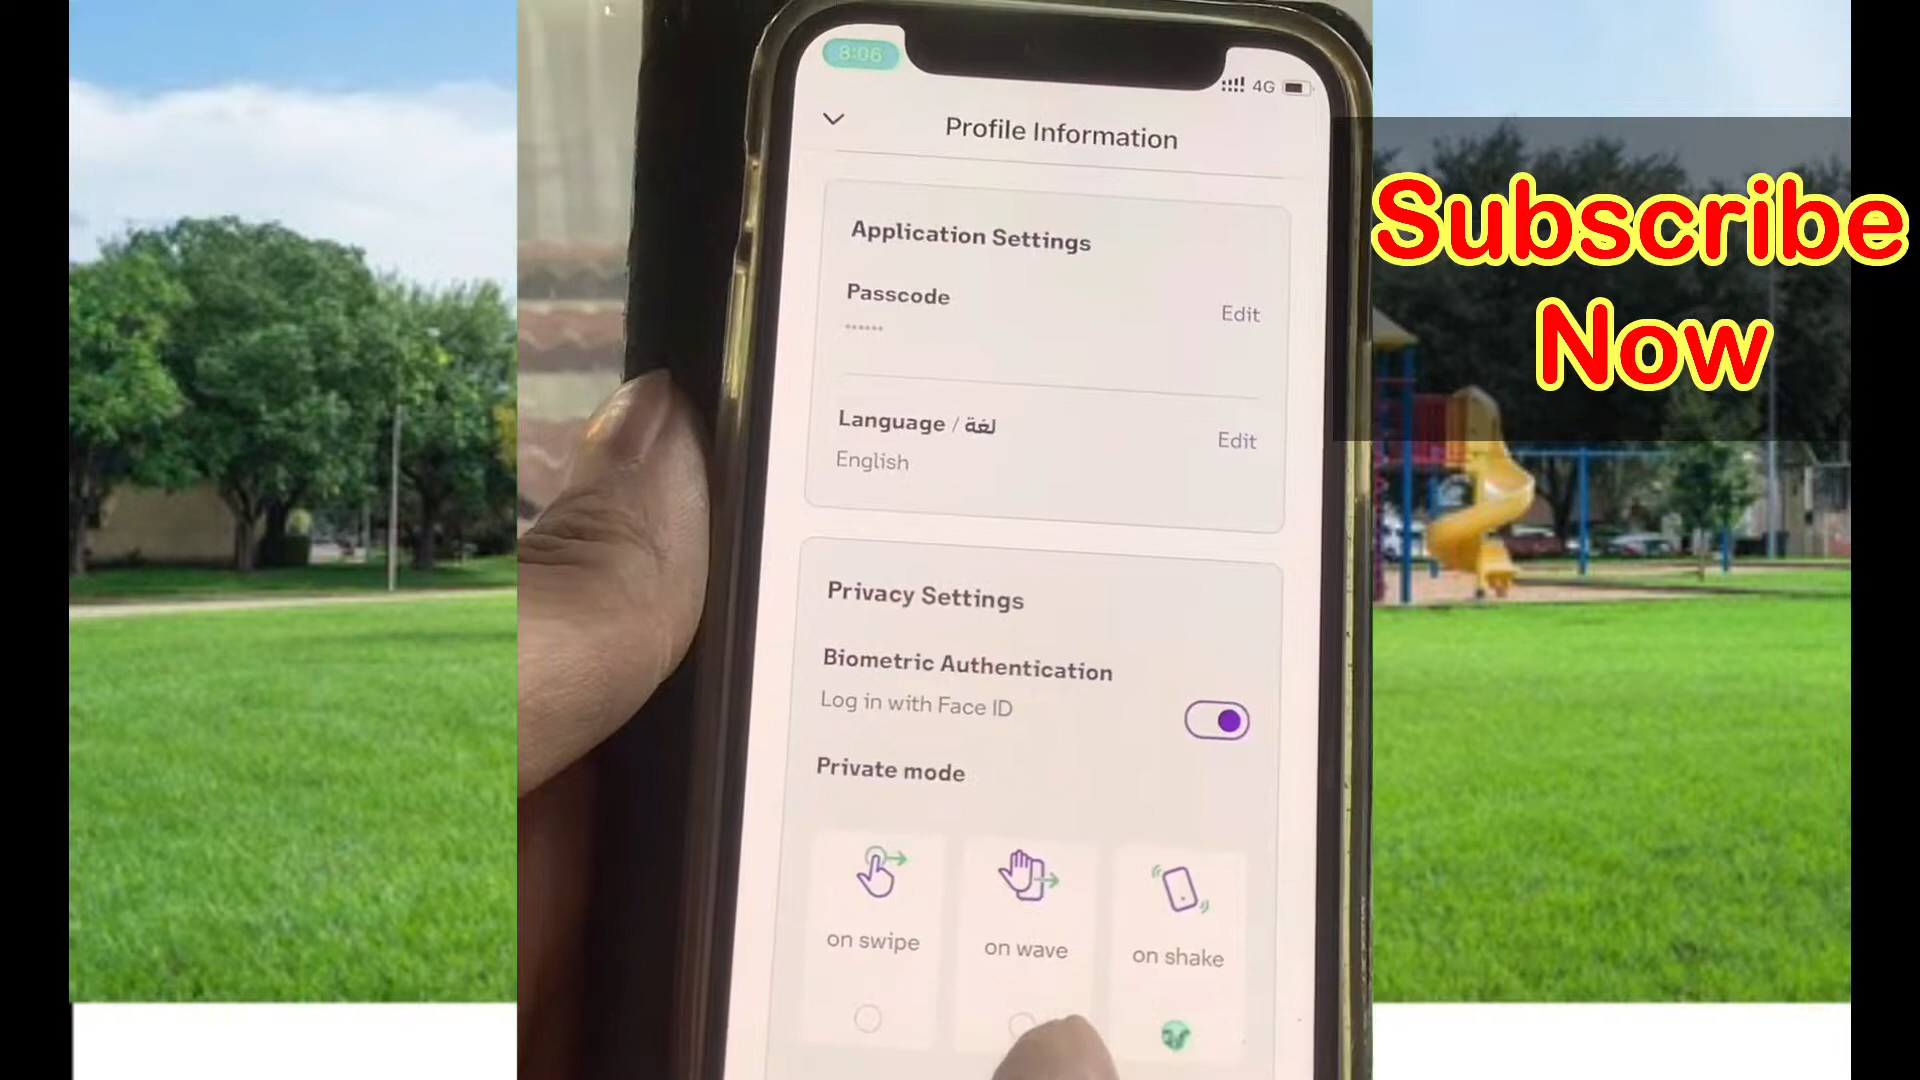 8:06
4G
Profile Information
Application Settings
Passcode
••••••
Edit
Language / لغة
English
Edit
Privacy Settings
Biometric Authentication
Log in with Face ID
Private mode
on swipe
on wave
on shake
Subscribe
Now